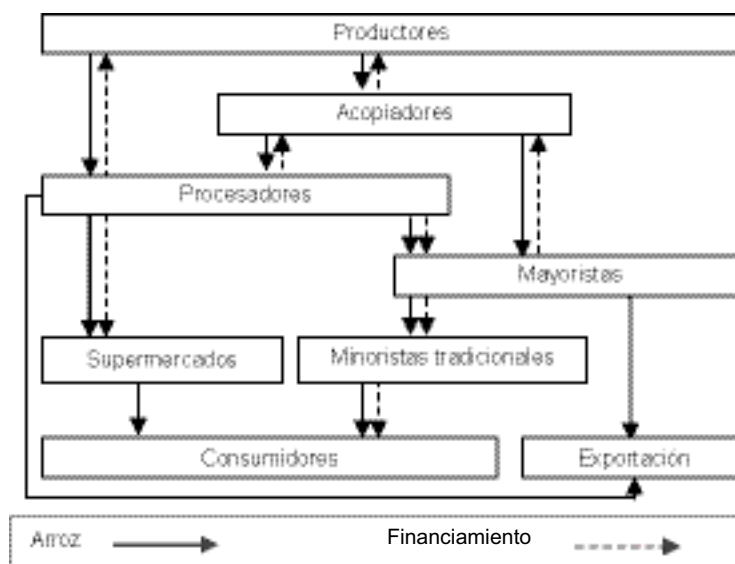 Productores
Acopiadores
Procesadores
Mayoristas
Supermercados
Minoristas tradicionales
Consumidores
Exportación
Arroz
Financiamiento